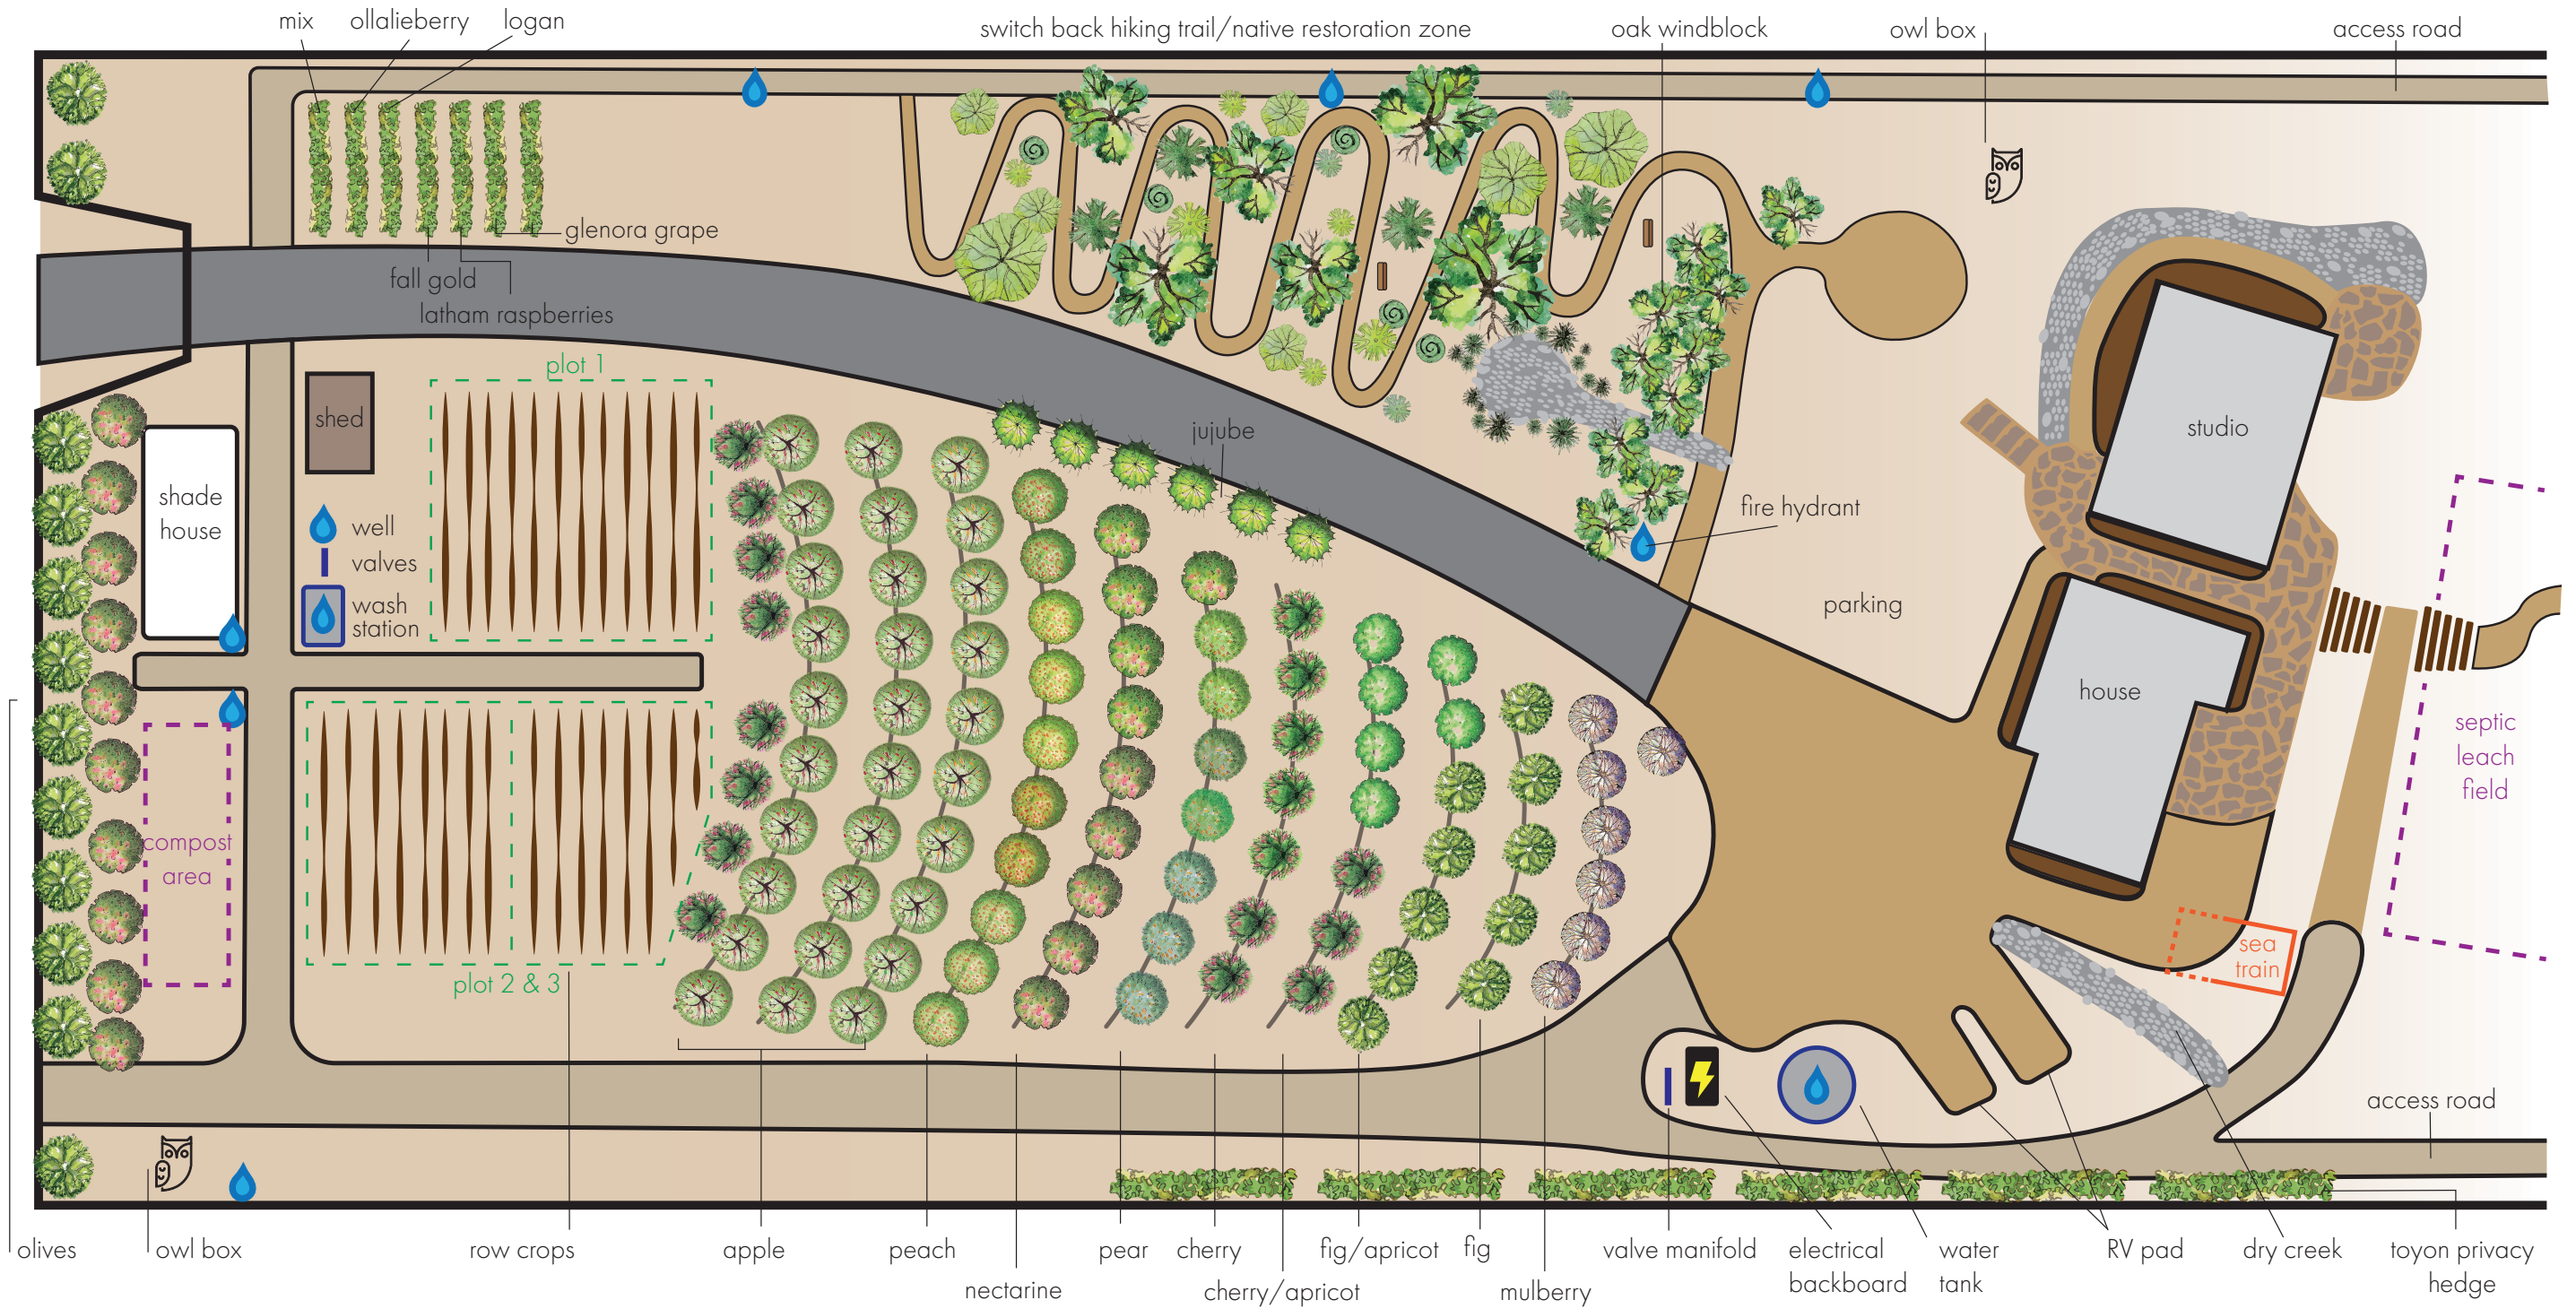 mix
ollalieberry
logan
switch back hiking trail/native restoration zone
oak windblock
owl box
access road
glenora grape
fall gold
latham raspberries
plot 1
shed
jujube
studio
shade
house
well
valves
wash
station
fire hydrant
parking
house
septic
leach
field
compost
area
sea
train
plot 2 & 3
access road
olives
owl box
row crops
apple
peach
nectarine
pear
cherry
cherry/apricot
fig/apricot
fig
mulberry
valve manifold
electrical
backboard
water
tank
RV pad
dry creek
toyon privacy
hedge